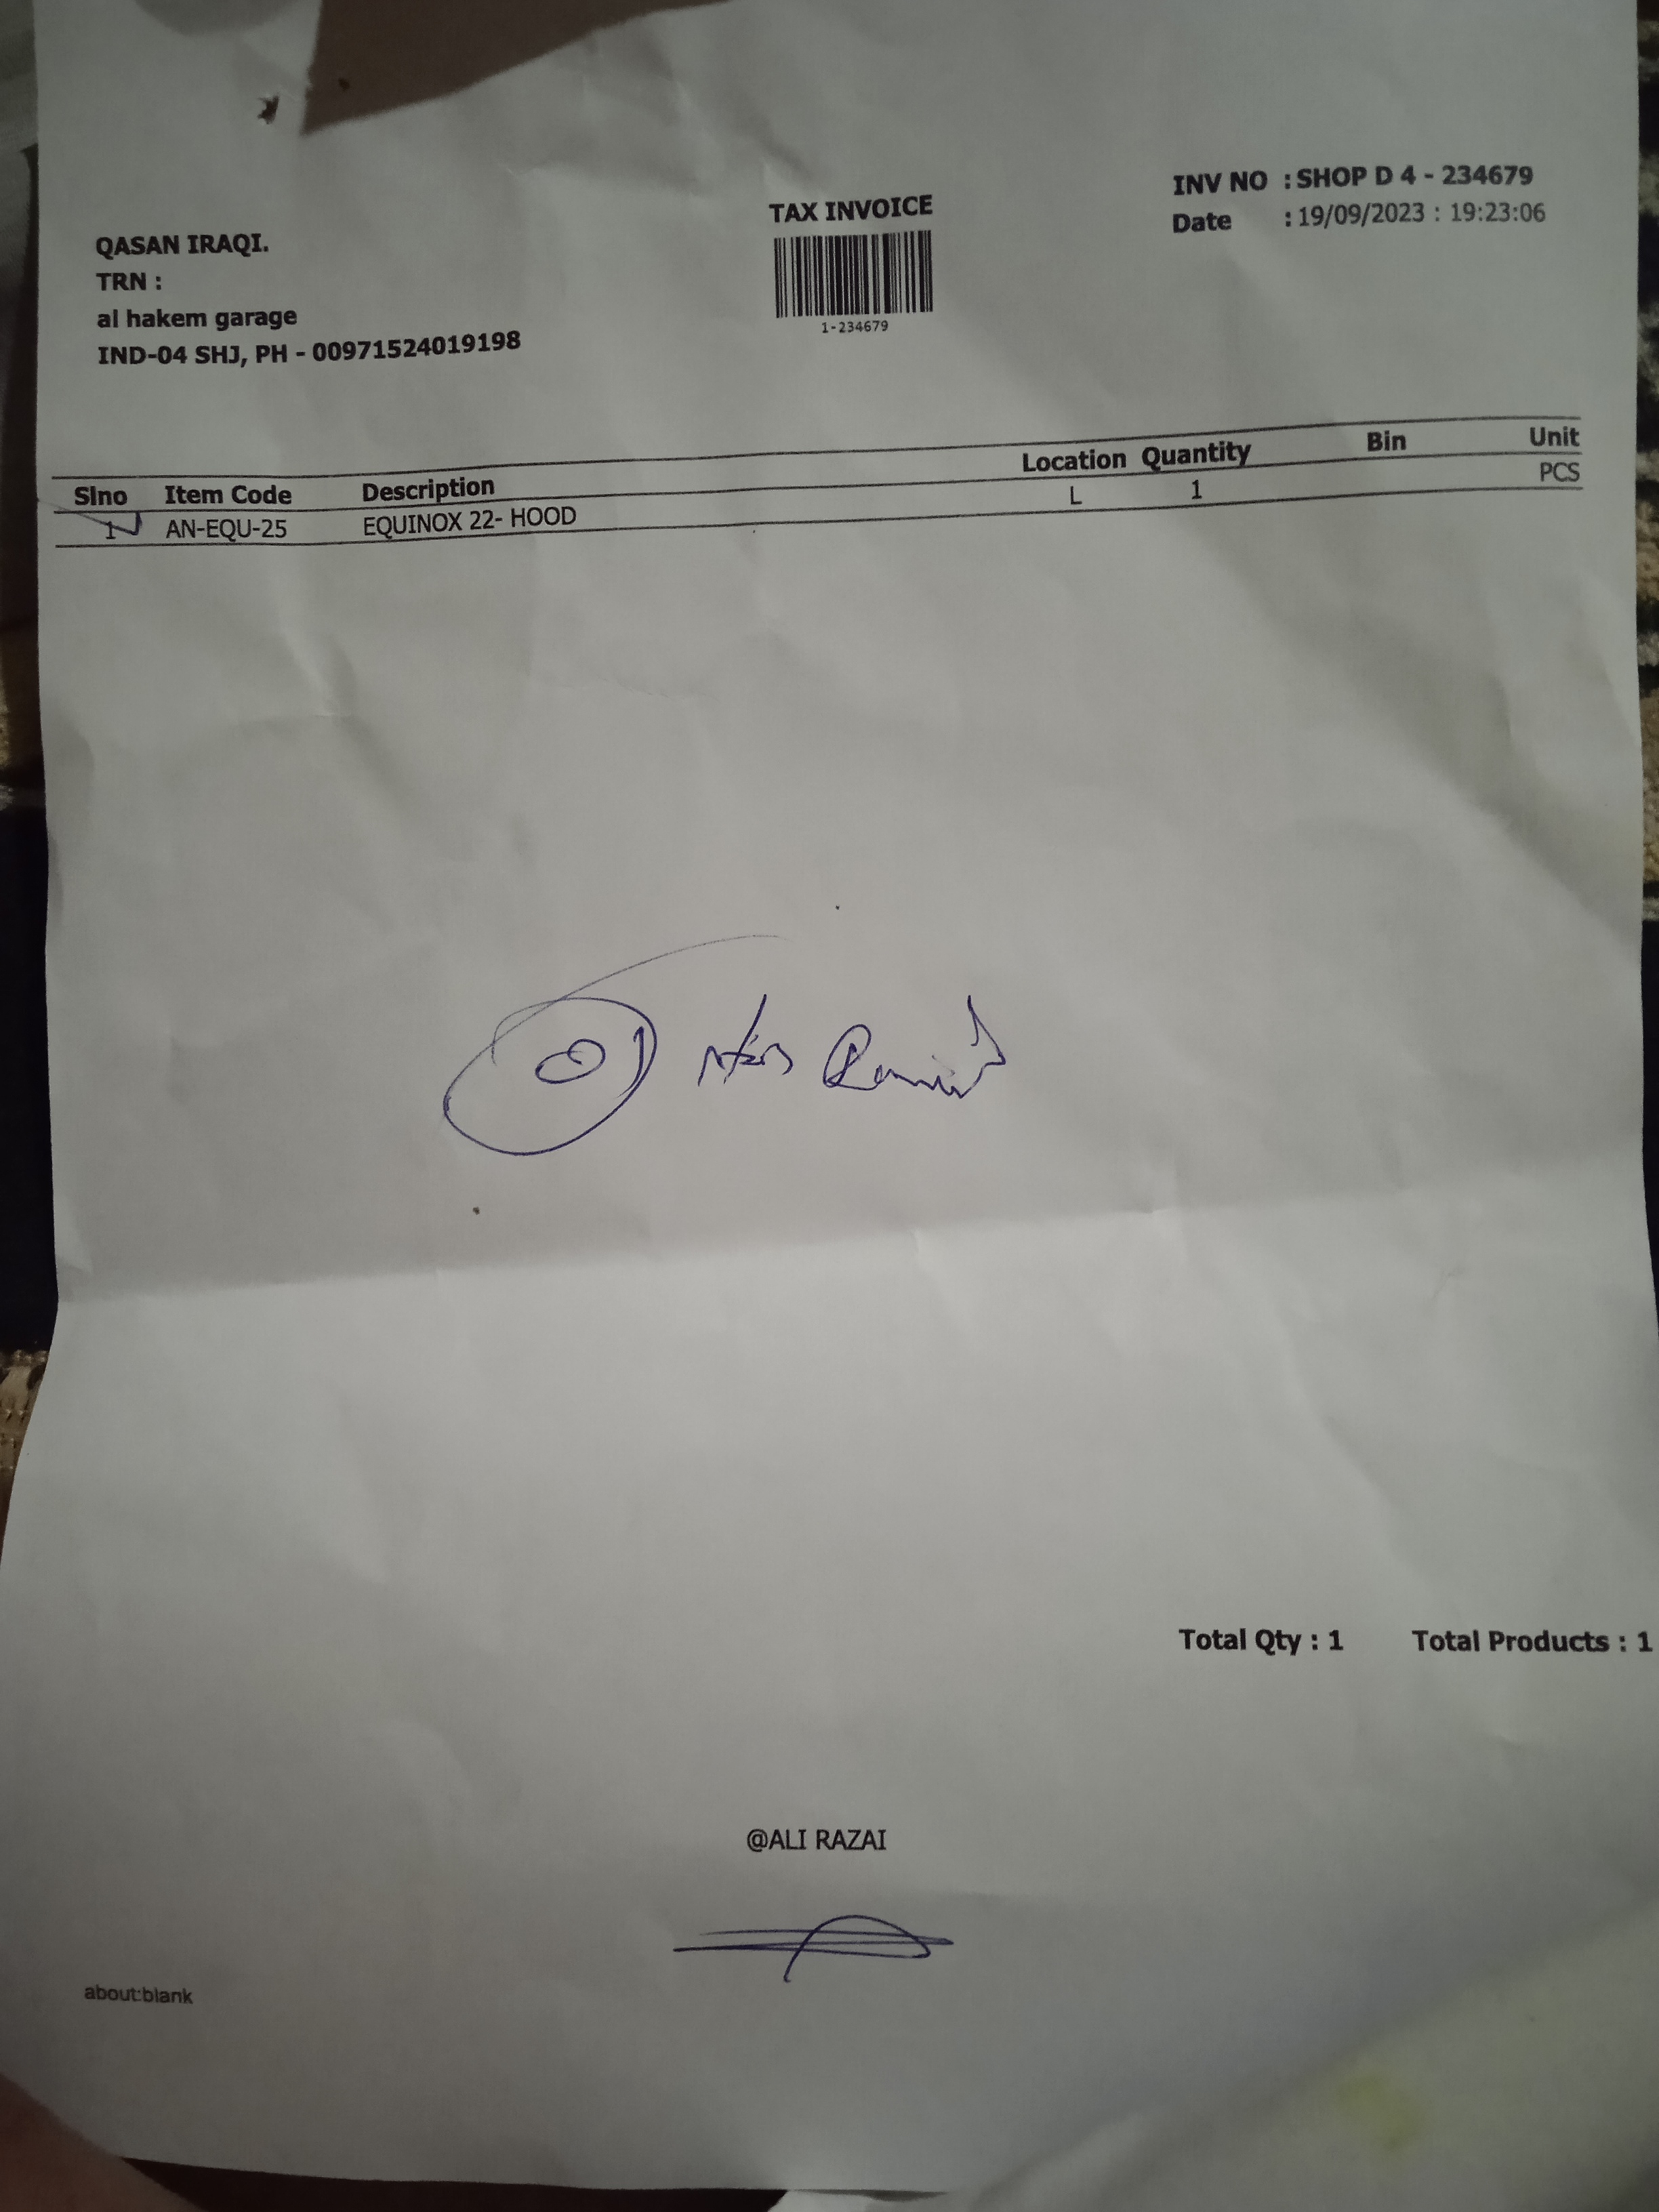 INV NO : SHOP D 4 - 234679
Date : 19/09/2023 : 19:23:06
TAX INVOICE
1-234679
QASAN IRAQI.
TRN :
al hakem garage
IND-04 SHJ, PH - 00971524019198
Slno Item Code Description Location Quantity Bin Unit
1 AN-EQU-25 EQUINOX 22- HOOD L 1 PCS
Total Qty : 1 Total Products : 1
@ALI RAZAI
about:blank